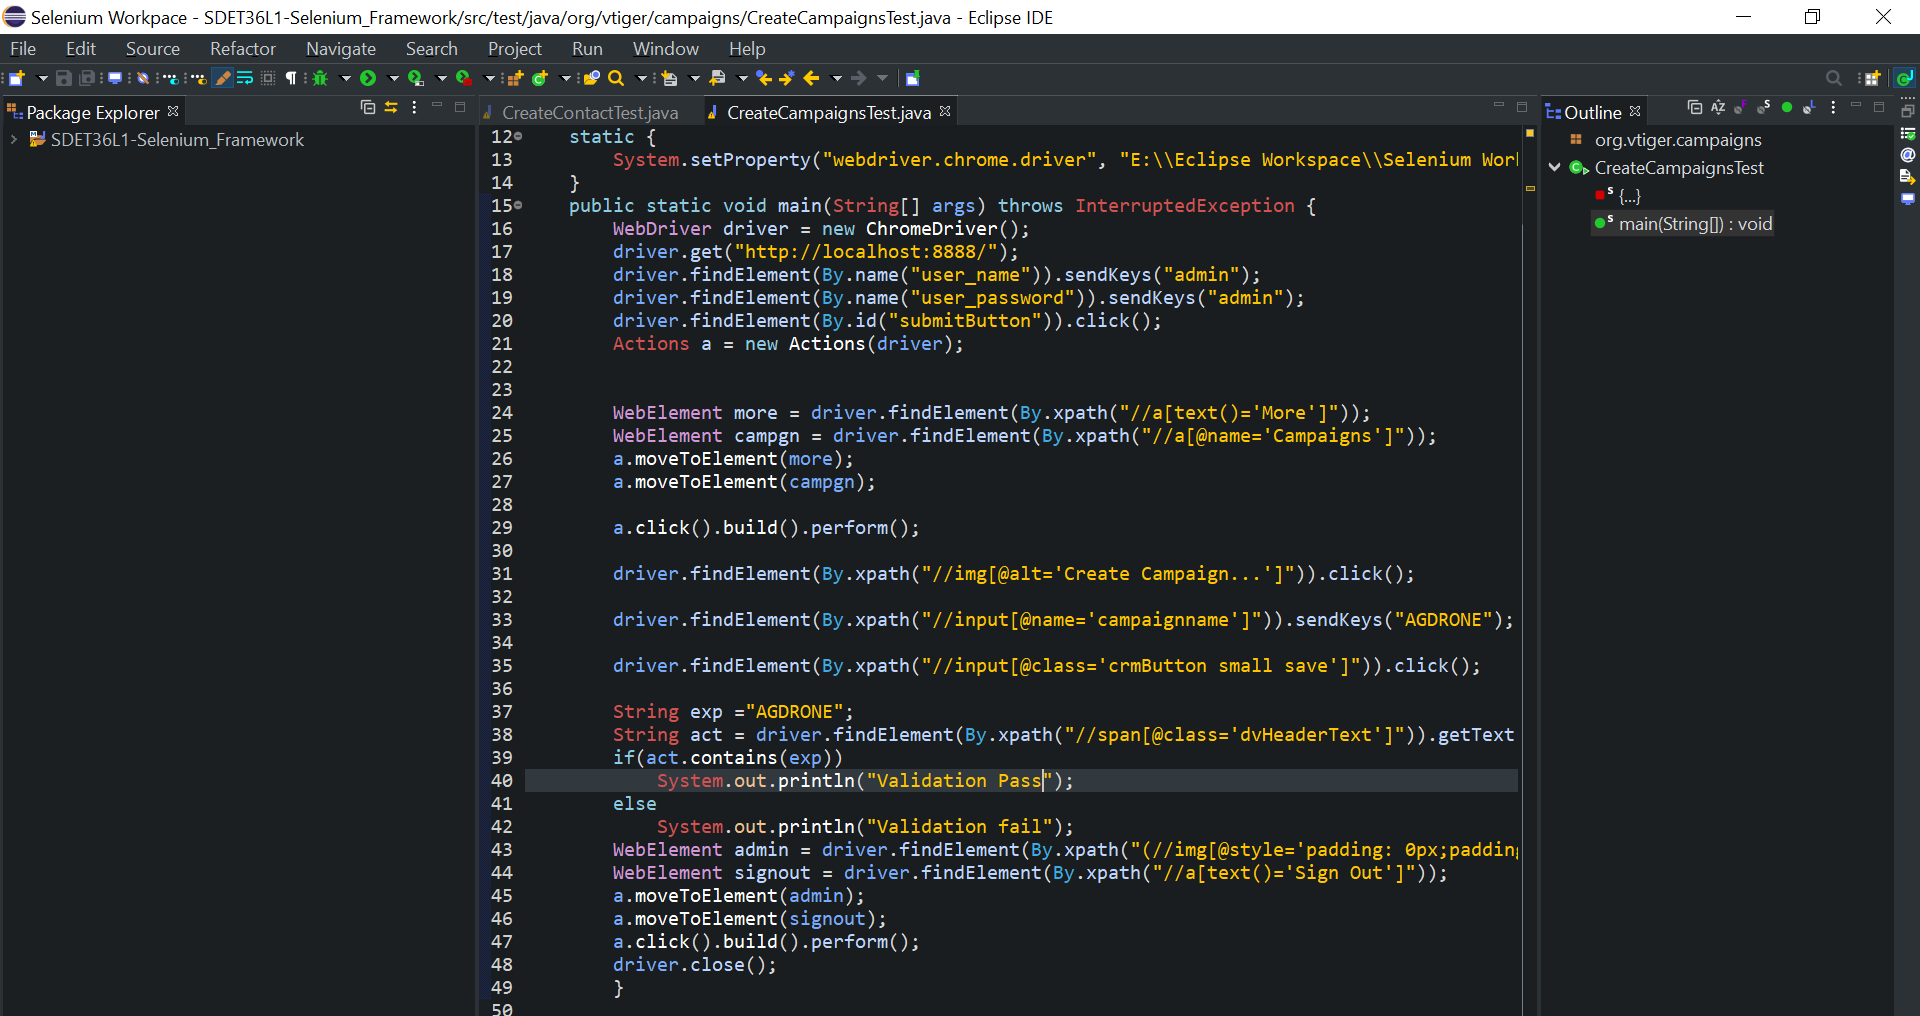 Selenium Workpace - SDET36L1-Selenium_Framework/src/test/java/org/vtiger/campaigns/CreateCampaignsTest.java - Eclipse IDE
File Edit Source Refactor Navigate Search Project Run Window Help
Package Explorer
SDET36L1-Selenium_Framework
CreateContactTest.java
CreateCampaignsTest.java
12 static {
13 System.setProperty("webdriver.chrome.driver", "E:\\Eclipse Workspace\\Selenium Wor
14 }
15 public static void main(String[] args) throws InterruptedException {
16 WebDriver driver = new ChromeDriver();
17 driver.get("http://localhost:8888/");
18 driver.findElement(By.name("user_name")).sendKeys("admin");
19 driver.findElement(By.name("user_password")).sendKeys("admin");
20 driver.findElement(By.id("submitButton")).click();
21 Actions a = new Actions(driver);
22
23
24 WebElement more = driver.findElement(By.xpath("//a[text()='More']"));
25 WebElement campgn = driver.findElement(By.xpath("//a[@name='Campaigns']"));
26 a.moveToElement(more);
27 a.moveToElement(campgn);
28
29 a.click().build().perform();
30
31 driver.findElement(By.xpath("//img[@alt='Create Campaign...']")).click();
32
33 driver.findElement(By.xpath("//input[@name='campaignname']")).sendKeys("AGDRONE");
34
35 driver.findElement(By.xpath("//input[@class='crmButton small save']")).click();
36
37 String exp ="AGDRONE";
38 String act = driver.findElement(By.xpath("//span[@class='dvHeaderText']")).getText
39 if(act.contains(exp))
40 System.out.println("Validation Pass");
41 else
42 System.out.println("Validation fail");
43 WebElement admin = driver.findElement(By.xpath("(//img[@style='padding: 0px;padding
44 WebElement signout = driver.findElement(By.xpath("//a[text()='Sign Out']"));
45 a.moveToElement(admin);
46 a.moveToElement(signout);
47 a.click().build().perform();
48 driver.close();
49 }
50
Outline
org.vtiger.campaigns
CreateCampaignsTest
{...}
main(String[]) : void